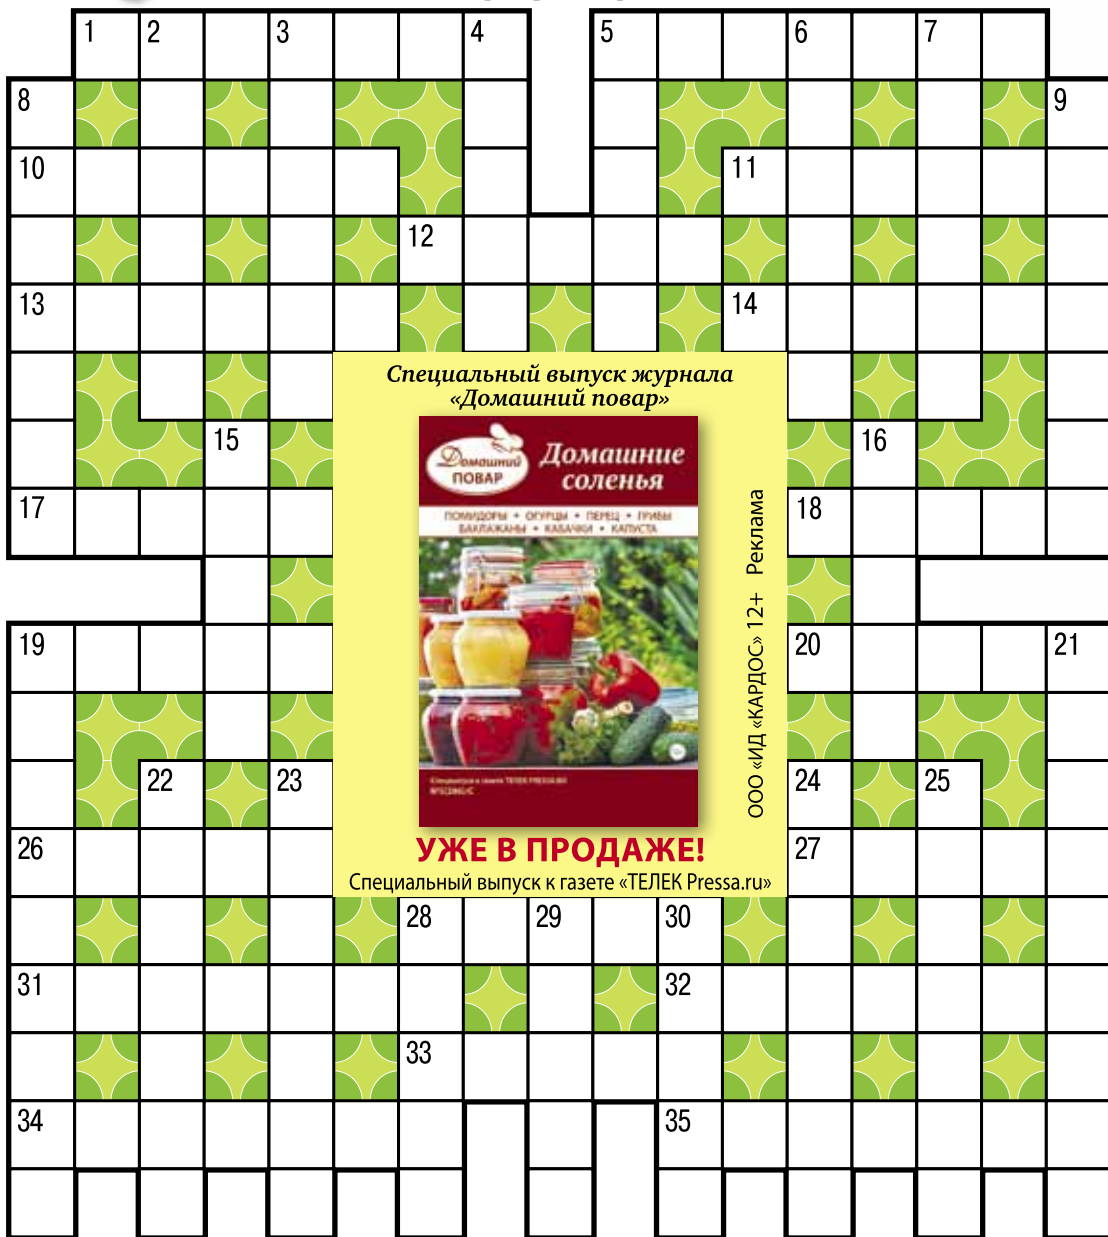 1 2 3 4 5 6 7
8 9
10 11
12
13 14
Специальный выпуск журнала
«Домашний повар»
15 16
Домашний
ПОВАР
Домашние
соленья
17 18
ПОМИДОРЫ • ОГУРЦЫ • ПЕРЕЦ • ГРИБЫ
БАКЛАЖАНЫ • КАБАЧКИ • КАПУСТА
ООО «ИД «КАРДОС» 12+ Реклама
19 20 21
22 23 24 25
УЖЕ В ПРОДАЖЕ!
26 27
Специальный выпуск к газете «ТЕЛЕК Pressa.ru»
28 29 30
31 32
33
34 35